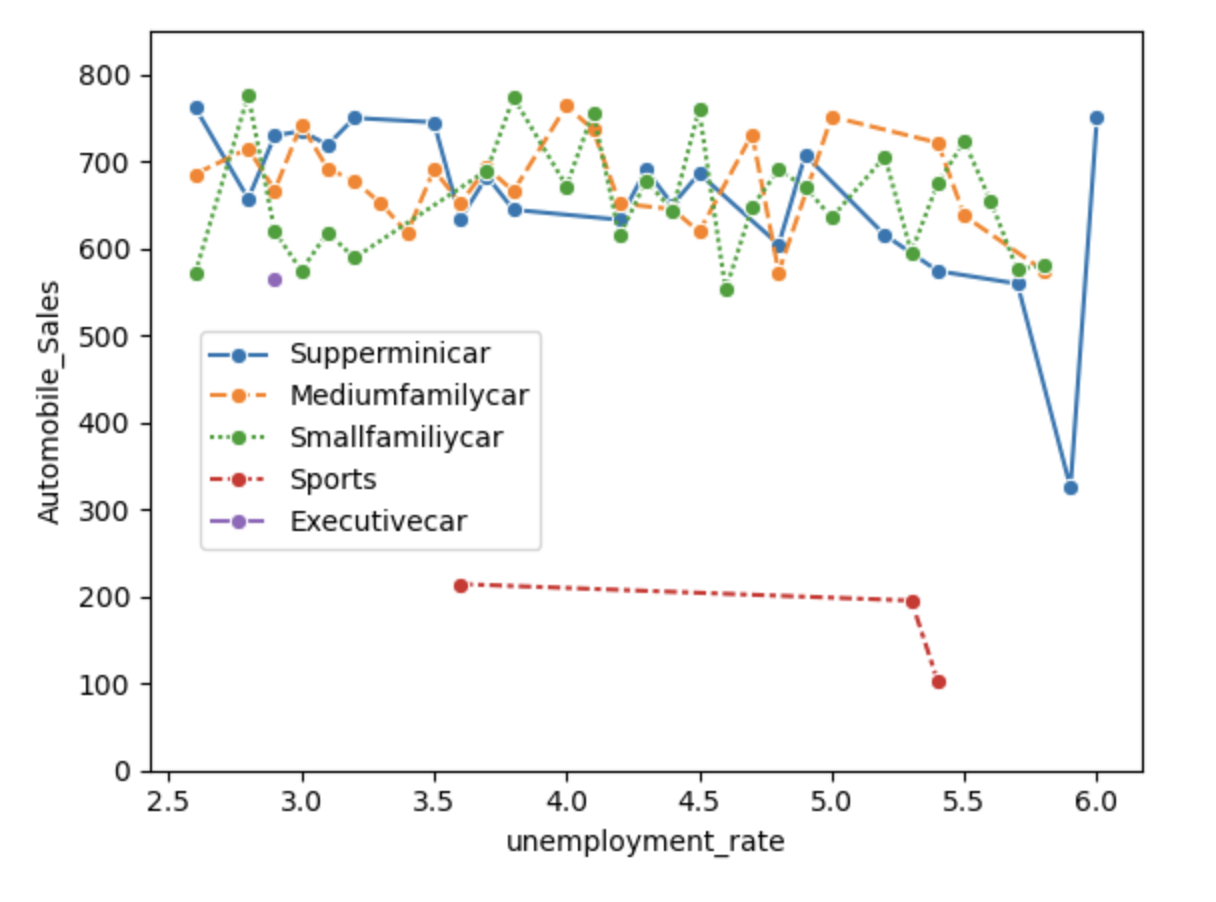 800
700
600
500
400
300
200
100
0
Automobile_Sales
Supperminicar
Mediumfamilycar
Smallfamiliycar
Sports
Executivecar
2.5 3.0 3.5 4.0 4.5 5.0 5.5 6.0
unemployment_rate